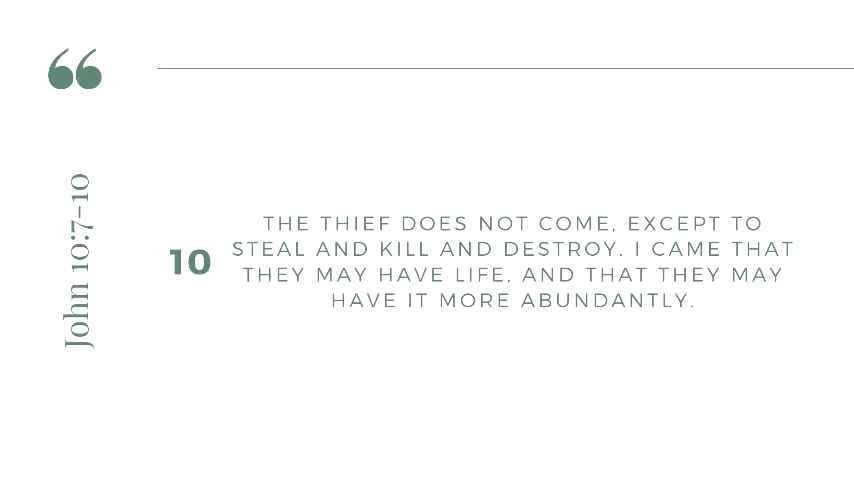 ❝
John 10:7-10
10
THE THIEF DOES NOT COME, EXCEPT TO
STEAL AND KILL AND DESTROY. I CAME THAT
THEY MAY HAVE LIFE, AND THAT THEY MAY
HAVE IT MORE ABUNDANTLY.